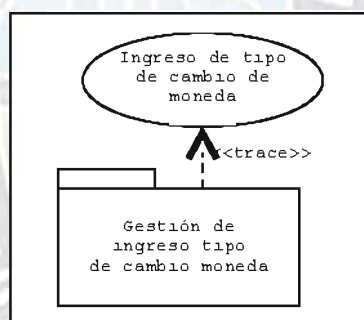 Ingreso de tipo
de cambio de
moneda
<<trace>>
Gestión de
ingreso tipo
de cambio moneda